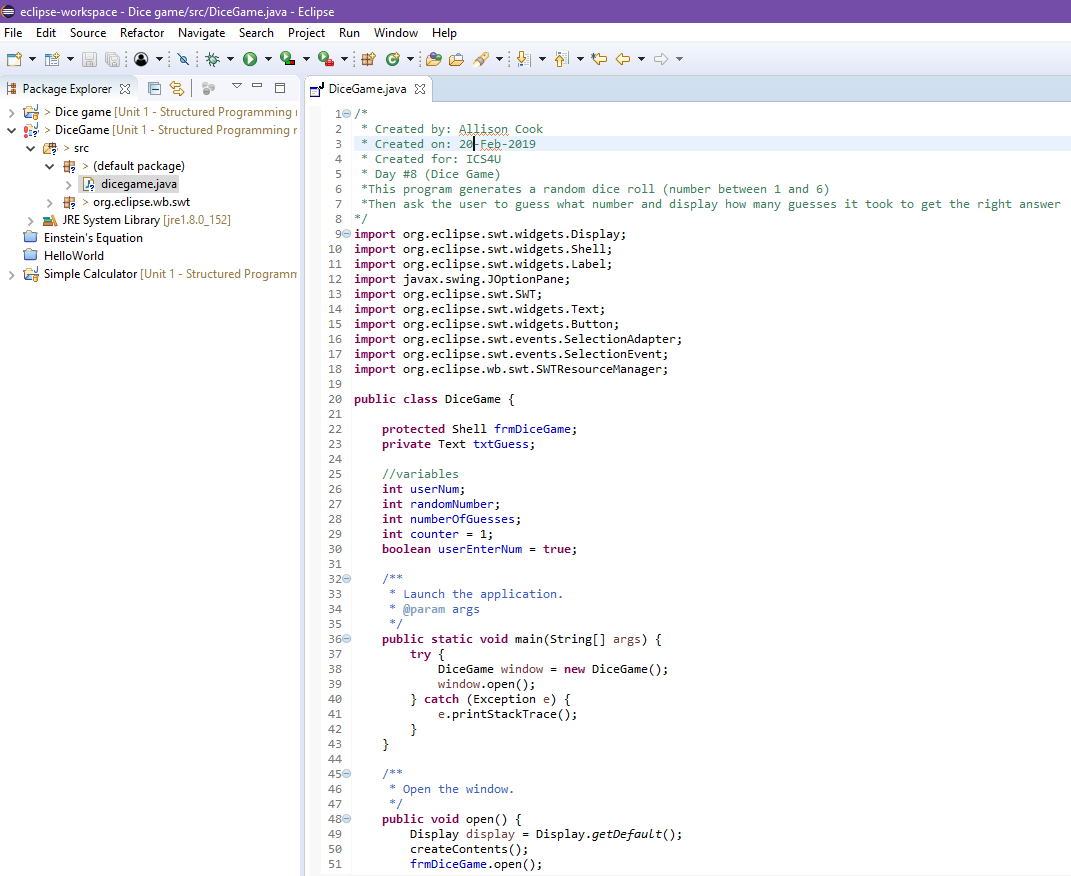 eclipse-workspace - Dice game/src/DiceGame.java - Eclipse
File Edit Source Refactor Navigate Search Project Run Window Help
Package Explorer
> Dice game [Unit 1 - Structured Programming
> DiceGame [Unit 1 - Structured Programming r
> src
> (default package)
dicegame.java
> org.eclipse.wb.swt
JRE System Library [jre1.8.0_152]
Einstein's Equation
HelloWorld
Simple Calculator [Unit 1 - Structured Programm
DiceGame.java
1 /*
2 * Created by: Allison Cook
3 * Created on: 20-Feb-2019
4 * Created for: ICS4U
5 * Day #8 (Dice Game)
6 *This program generates a random dice roll (number between 1 and 6)
7 *Then ask the user to guess what number and display how many guesses it took to get the right answer
8 */
9 import org.eclipse.swt.widgets.Display;
10 import org.eclipse.swt.widgets.Shell;
11 import org.eclipse.swt.widgets.Label;
12 import javax.swing.JOptionPane;
13 import org.eclipse.swt.SWT;
14 import org.eclipse.swt.widgets.Text;
15 import org.eclipse.swt.widgets.Button;
16 import org.eclipse.swt.events.SelectionAdapter;
17 import org.eclipse.swt.events.SelectionEvent;
18 import org.eclipse.wb.swt.SWTResourceManager;
19
20 public class DiceGame {
21
22 protected Shell frmDiceGame;
23 private Text txtGuess;
24
25 //variables
26 int userNum;
27 int randomNumber;
28 int numberOfGuesses;
29 int counter = 1;
30 boolean userEnterNum = true;
31
32 /**
33 * Launch the application.
34 * @param args
35 */
36 public static void main(String[] args) {
37 try {
38 DiceGame window = new DiceGame();
39 window.open();
40 } catch (Exception e) {
41 e.printStackTrace();
42 }
43 }
44
45 /**
46 * Open the window.
47 */
48 public void open() {
49 Display display = Display.getDefault();
50 createContents();
51 frmDiceGame.open();